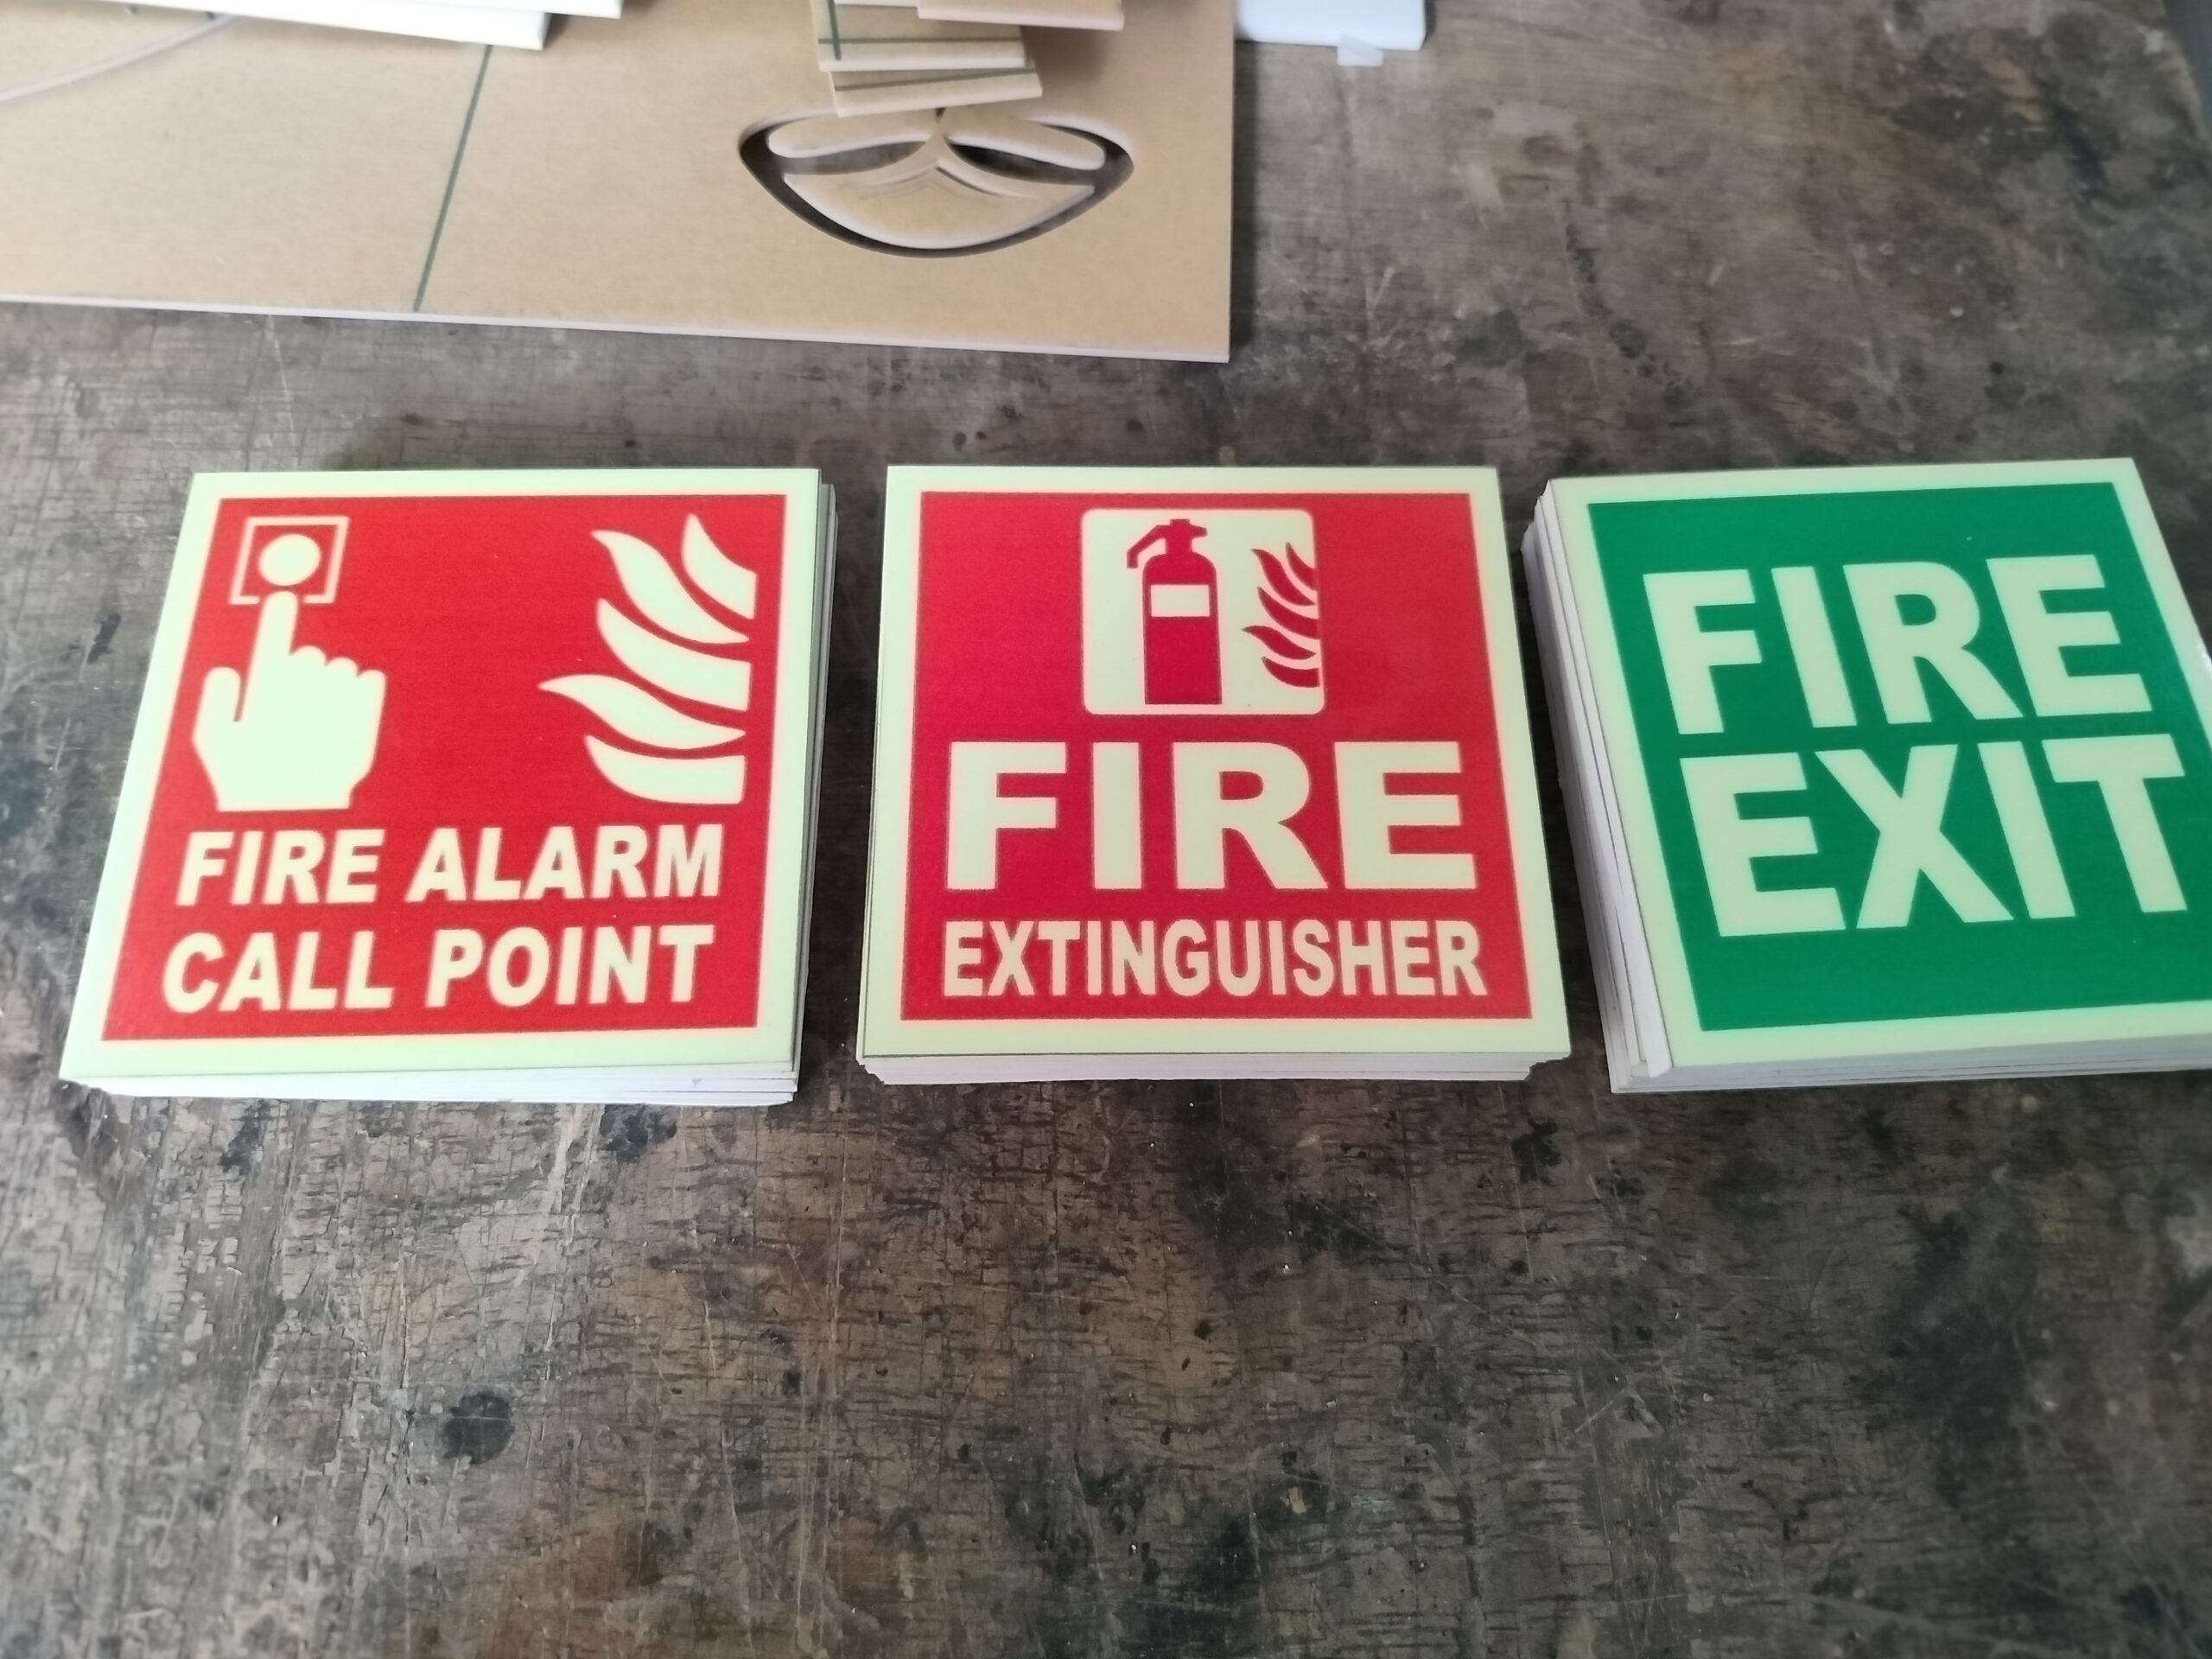 FIRE ALARM
CALL POINT
FIRE
EXTINGUISHER
FIRE
EXIT